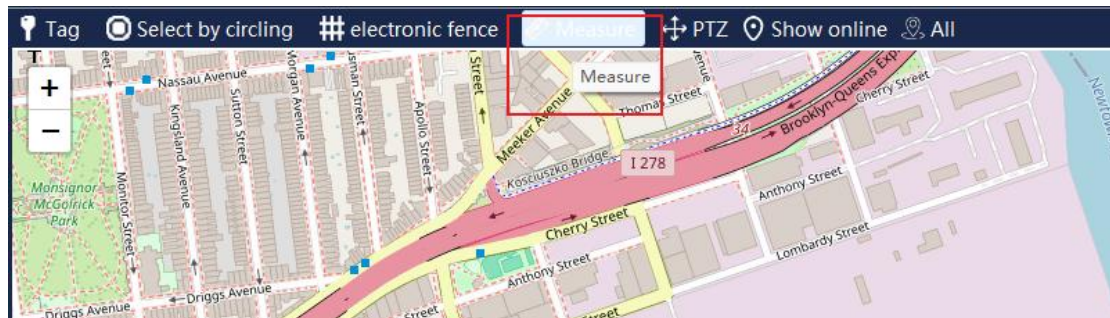 Tag Select by circling electronic fence Measure PTZ Show online All
Measure
+
−
Nassau Avenue
Kingsland Avenue
Sutton Street
Morgan Avenue
Apollo Street
Street
Meeker Avenue
Thomas Street
Kosciuszko Bridge
34
I 278
Brooklyn-Queens Exp
Cherry Street
Monsignor
McGolrick
Park
Monitor Street
Cherry Street
Anthony Street
Anthony Street
Lombardy Street
Driggs Avenue
Driggs Avenue
Street